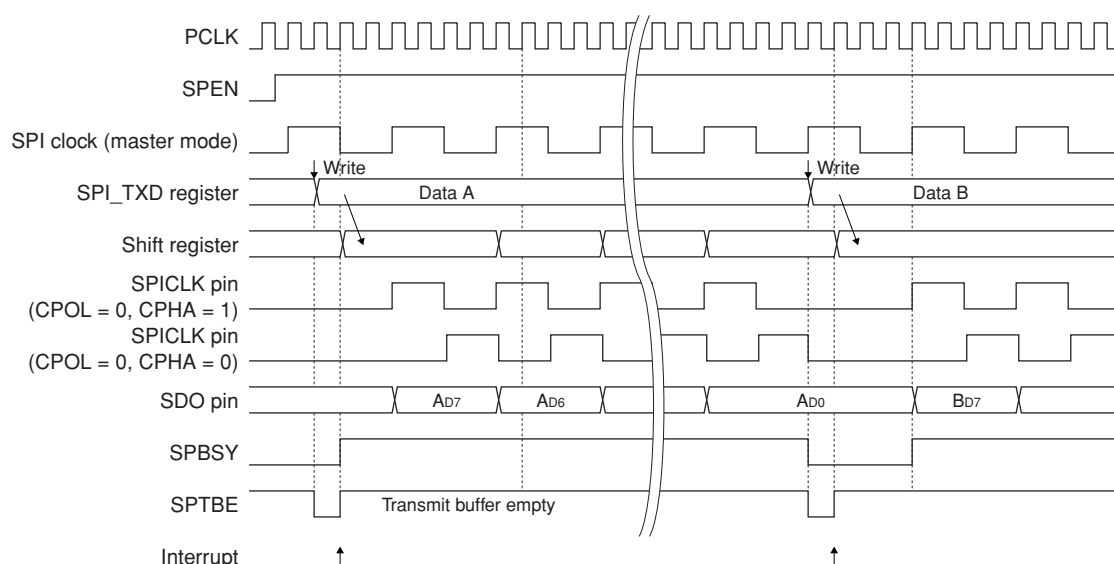 PCLK
SPEN
SPI clock (master mode)
Write Write
SPI_TXD register Data A Data B
Shift register
SPICLK pin
(CPOL = 0, CPHA = 1)
SPICLK pin
(CPOL = 0, CPHA = 0)
SDO pin AD7 AD6 AD0 BD7
SPBSY
SPTBE Transmit buffer empty
Interrupt